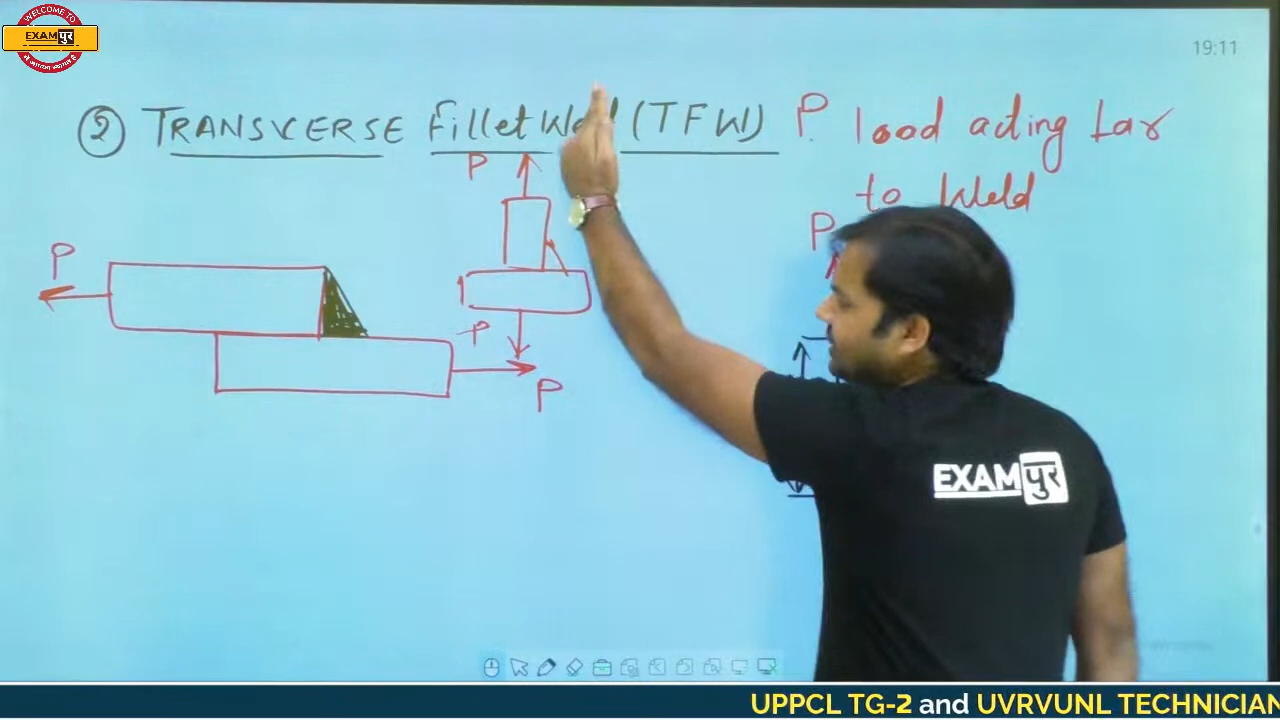 WELCOME TO
EXAMपुर
19:11
② TRANSVERSE Fillet Weld (TFW)
P. load acting Lar
to Weld
P
P
P
P
P
EXAMपुर
UPPCL TG-2 and UVRVUNL TECHNICIAN